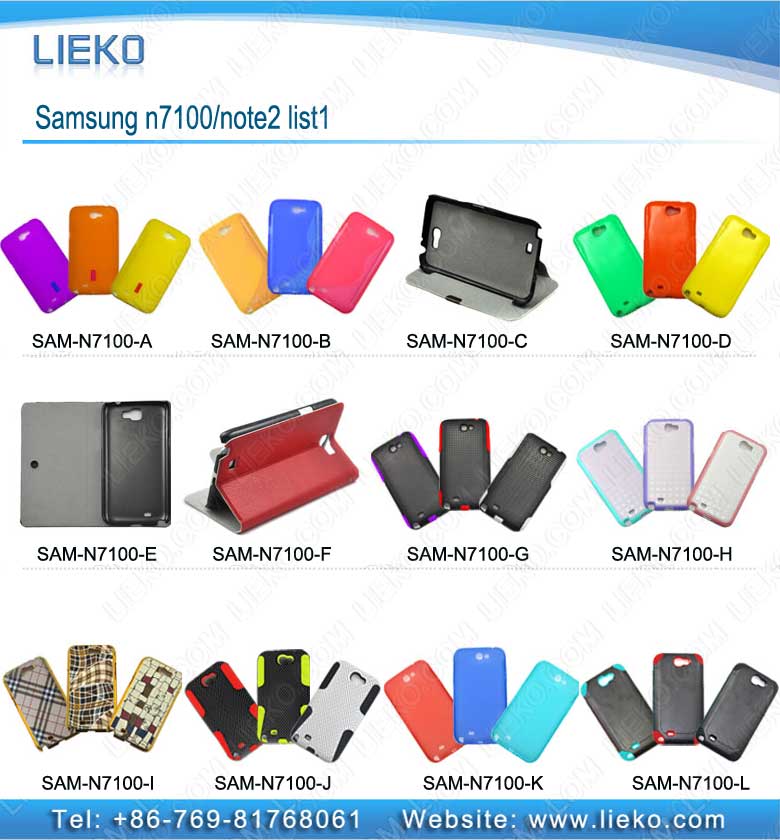 LIEKO
Samsung n7100/note2 list1
SAM-N7100-A SAM-N7100-B SAM-N7100-C SAM-N7100-D
SAM-N7100-E SAM-N7100-F SAM-N7100-G SAM-N7100-H
SAM-N7100-I SAM-N7100-J SAM-N7100-K SAM-N7100-L
Tel: +86-769-81768061 Website: www.lieko.com